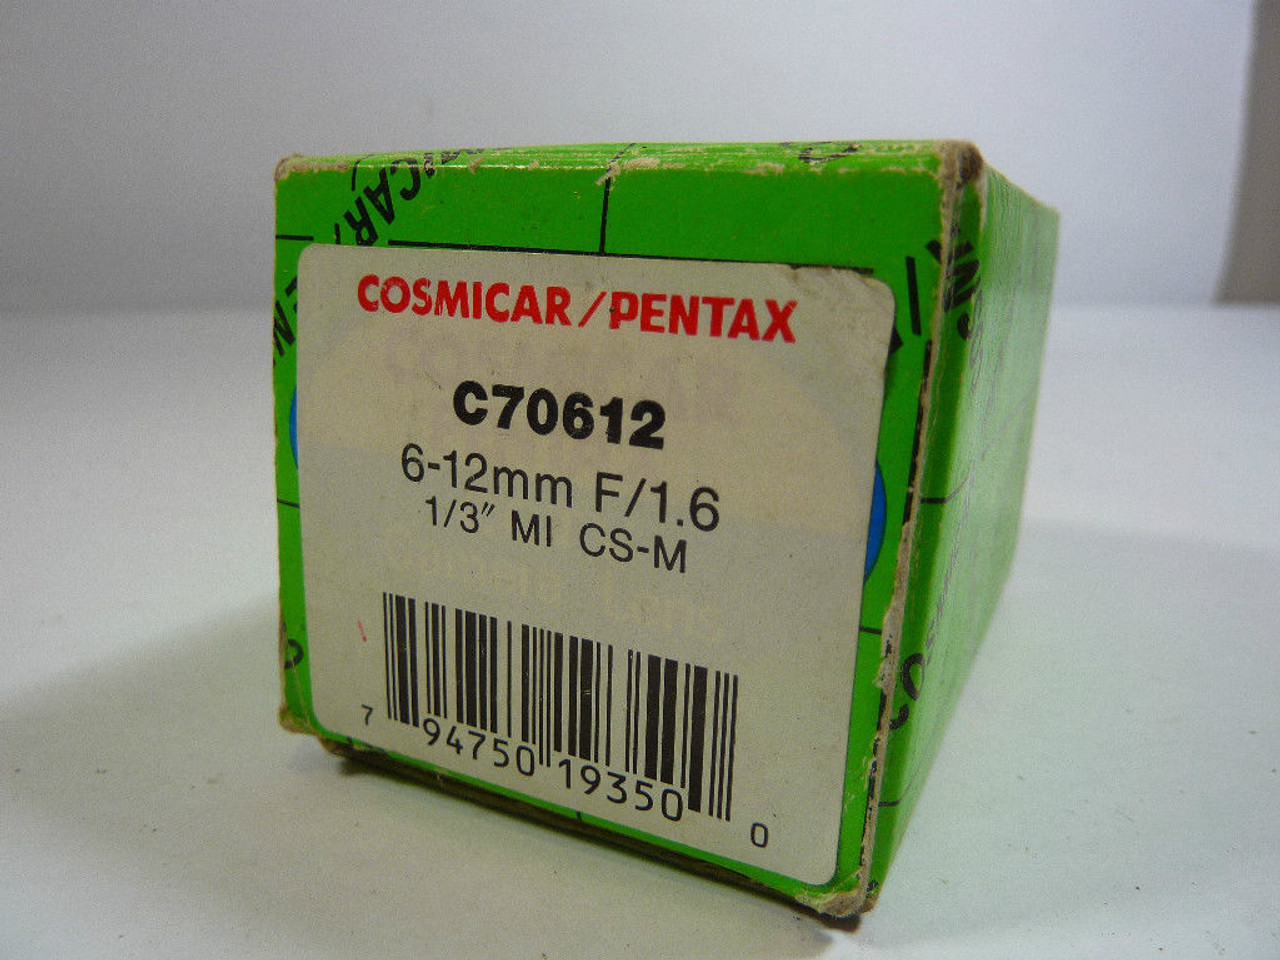 COSMICAR/PENTAX
C70612
6-12mm F/1.6
1/3" MI CS-M
7 94750 19350 0